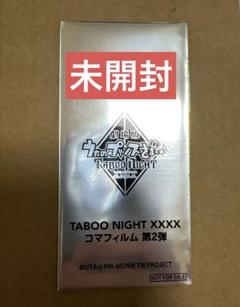 未開封
劇場版
うたの☆プリンスさまっ♪
TABOO NIGHT
TABOO NIGHT XXXX
コマフィルム 第2弾
©UTA☆PRI-MOVIE TN PROJECT
NOT FOR SALE